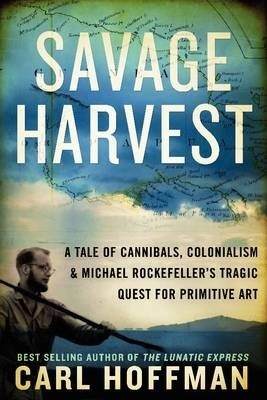 SAVAGE
HARVEST
A TALE OF CANNIBALS, COLONIALISM
& MICHAEL ROCKEFELLER'S TRAGIC
QUEST FOR PRIMITIVE ART
BEST SELLING AUTHOR OF THE LUNATIC EXPRESS
CARL HOFFMAN